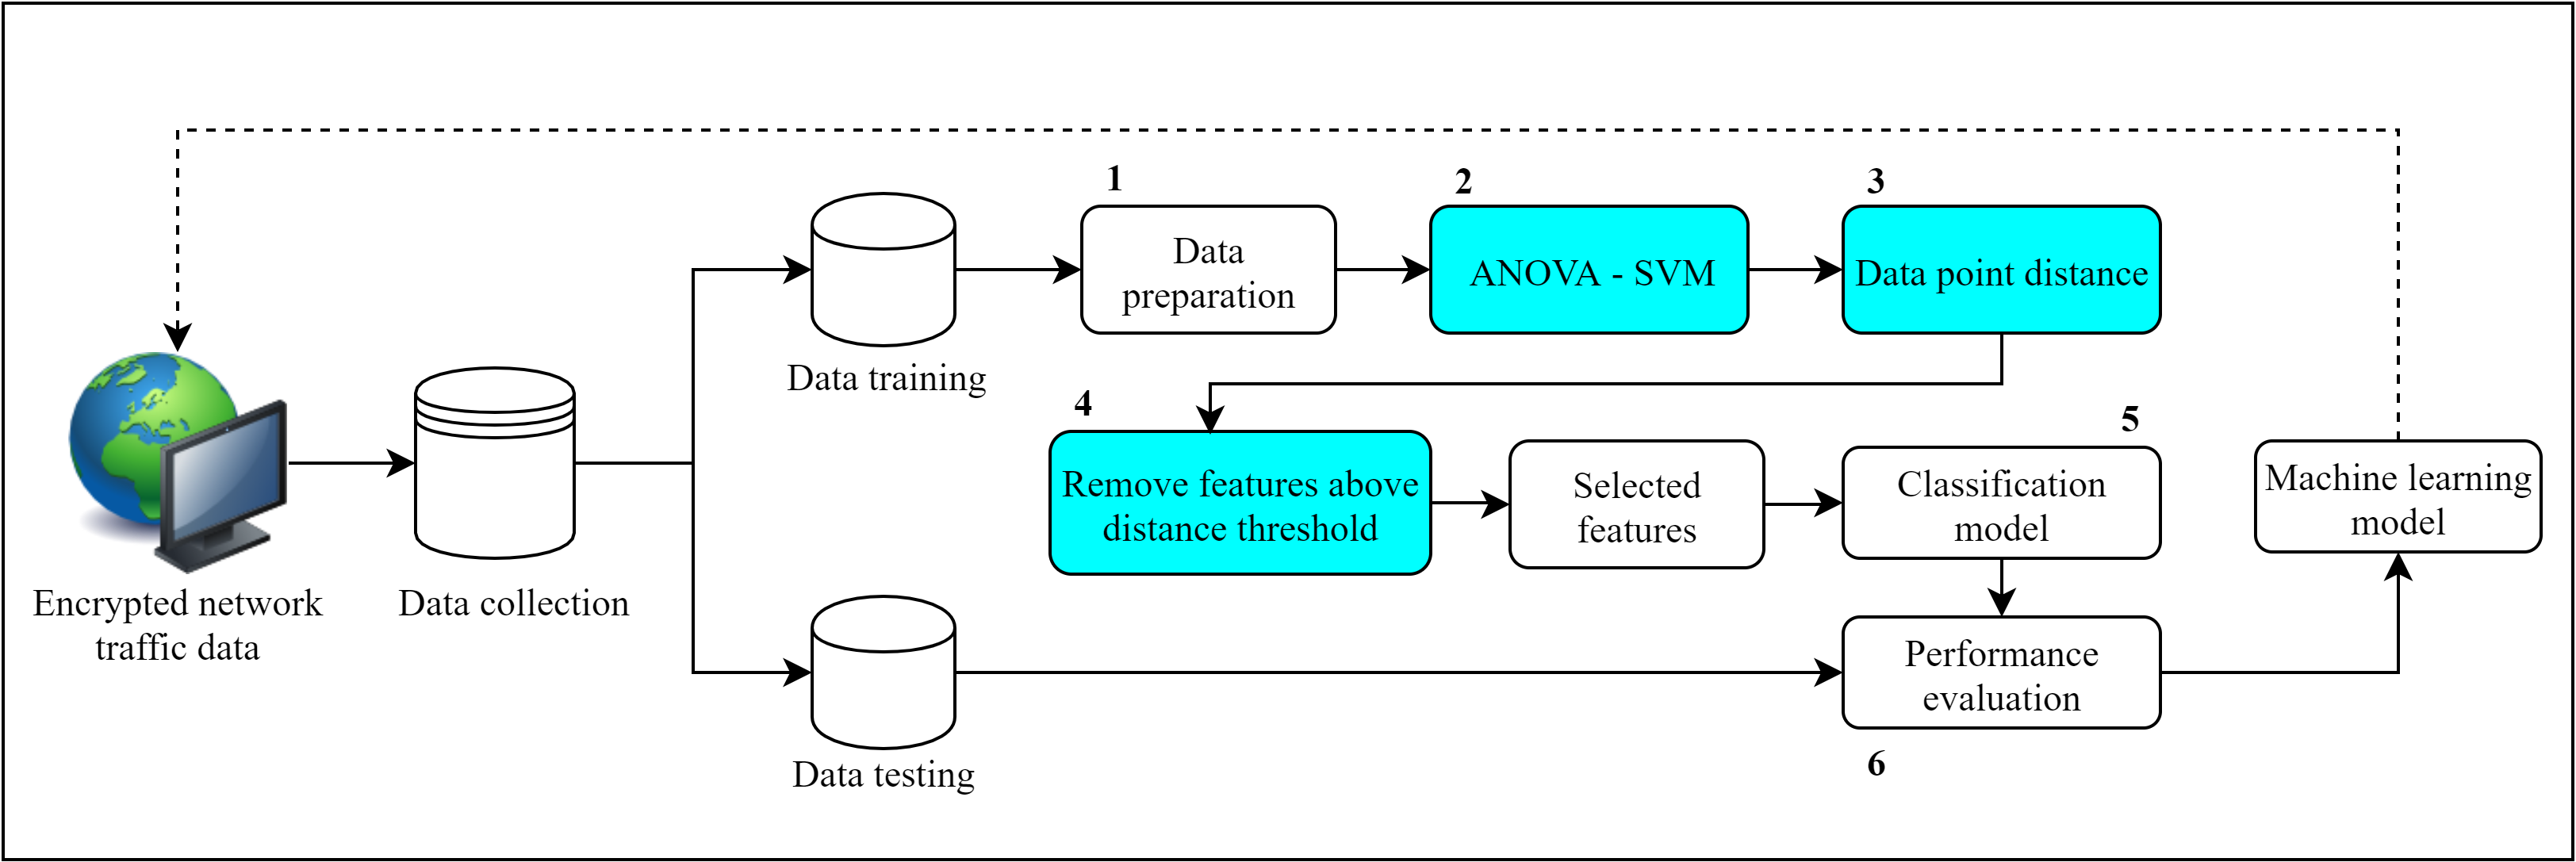 1
2
3
Data
preparation
ANOVA - SVM
Data point distance
Data training
4
5
Remove features above
distance threshold
Selected
features
Classification
model
Machine learning
model
Encrypted network
traffic data
Data collection
Performance
evaluation
6
Data testing